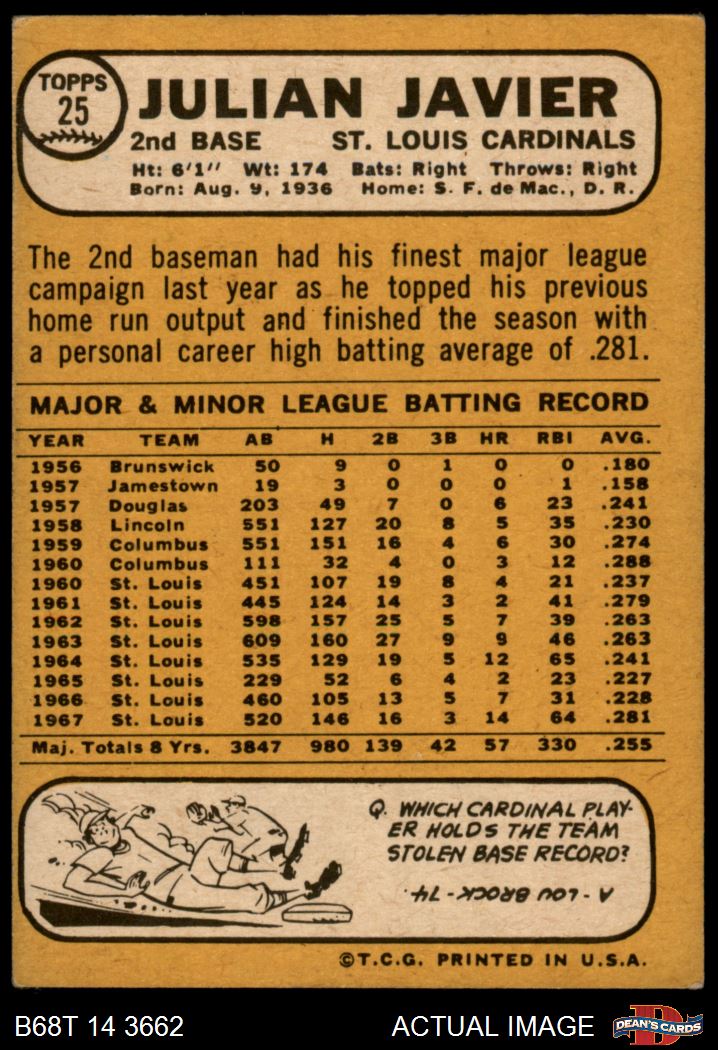 TOPPS
25
JULIAN JAVIER
2nd BASE ST. LOUIS CARDINALS
Ht: 6'1" Wt: 174 Bats: Right Throws: Right
Born: Aug. 9, 1936 Home: S. F. de Mac., D. R.
The 2nd baseman had his finest major league
campaign last year as he topped his previous
home run output and finished the season with
a personal career high batting average of .281.
MAJOR & MINOR LEAGUE BATTING RECORD
YEAR TEAM AB H 2B 3B HR RBI AVG.
1956 Brunswick 50 9 0 1 0 0 .180
1957 Jamestown 19 3 0 0 0 1 .158
1957 Douglas 203 49 7 0 6 23 .241
1958 Lincoln 551 127 20 8 5 35 .230
1959 Columbus 551 151 16 4 6 30 .274
1960 Columbus 111 32 4 0 3 12 .288
1960 St. Louis 451 107 19 8 4 21 .237
1961 St. Louis 445 124 14 3 2 41 .279
1962 St. Louis 598 157 25 5 7 39 .263
1963 St. Louis 609 160 27 9 9 46 .263
1964 St. Louis 535 129 19 5 12 65 .241
1965 St. Louis 229 52 6 4 2 23 .227
1966 St. Louis 460 105 13 5 7 31 .228
1967 St. Louis 520 146 16 3 14 64 .281
Maj. Totals 8 Yrs. 3847 980 139 42 57 330 .255
Q. WHICH CARDINAL PLAY-
ER HOLDS THE TEAM
STOLEN BASE RECORD?
A - LOU BROCK - 74.
©T.C.G. PRINTED IN U.S.A.
B68T 14 3662 ACTUAL IMAGE
D
DEAN'S CARDS